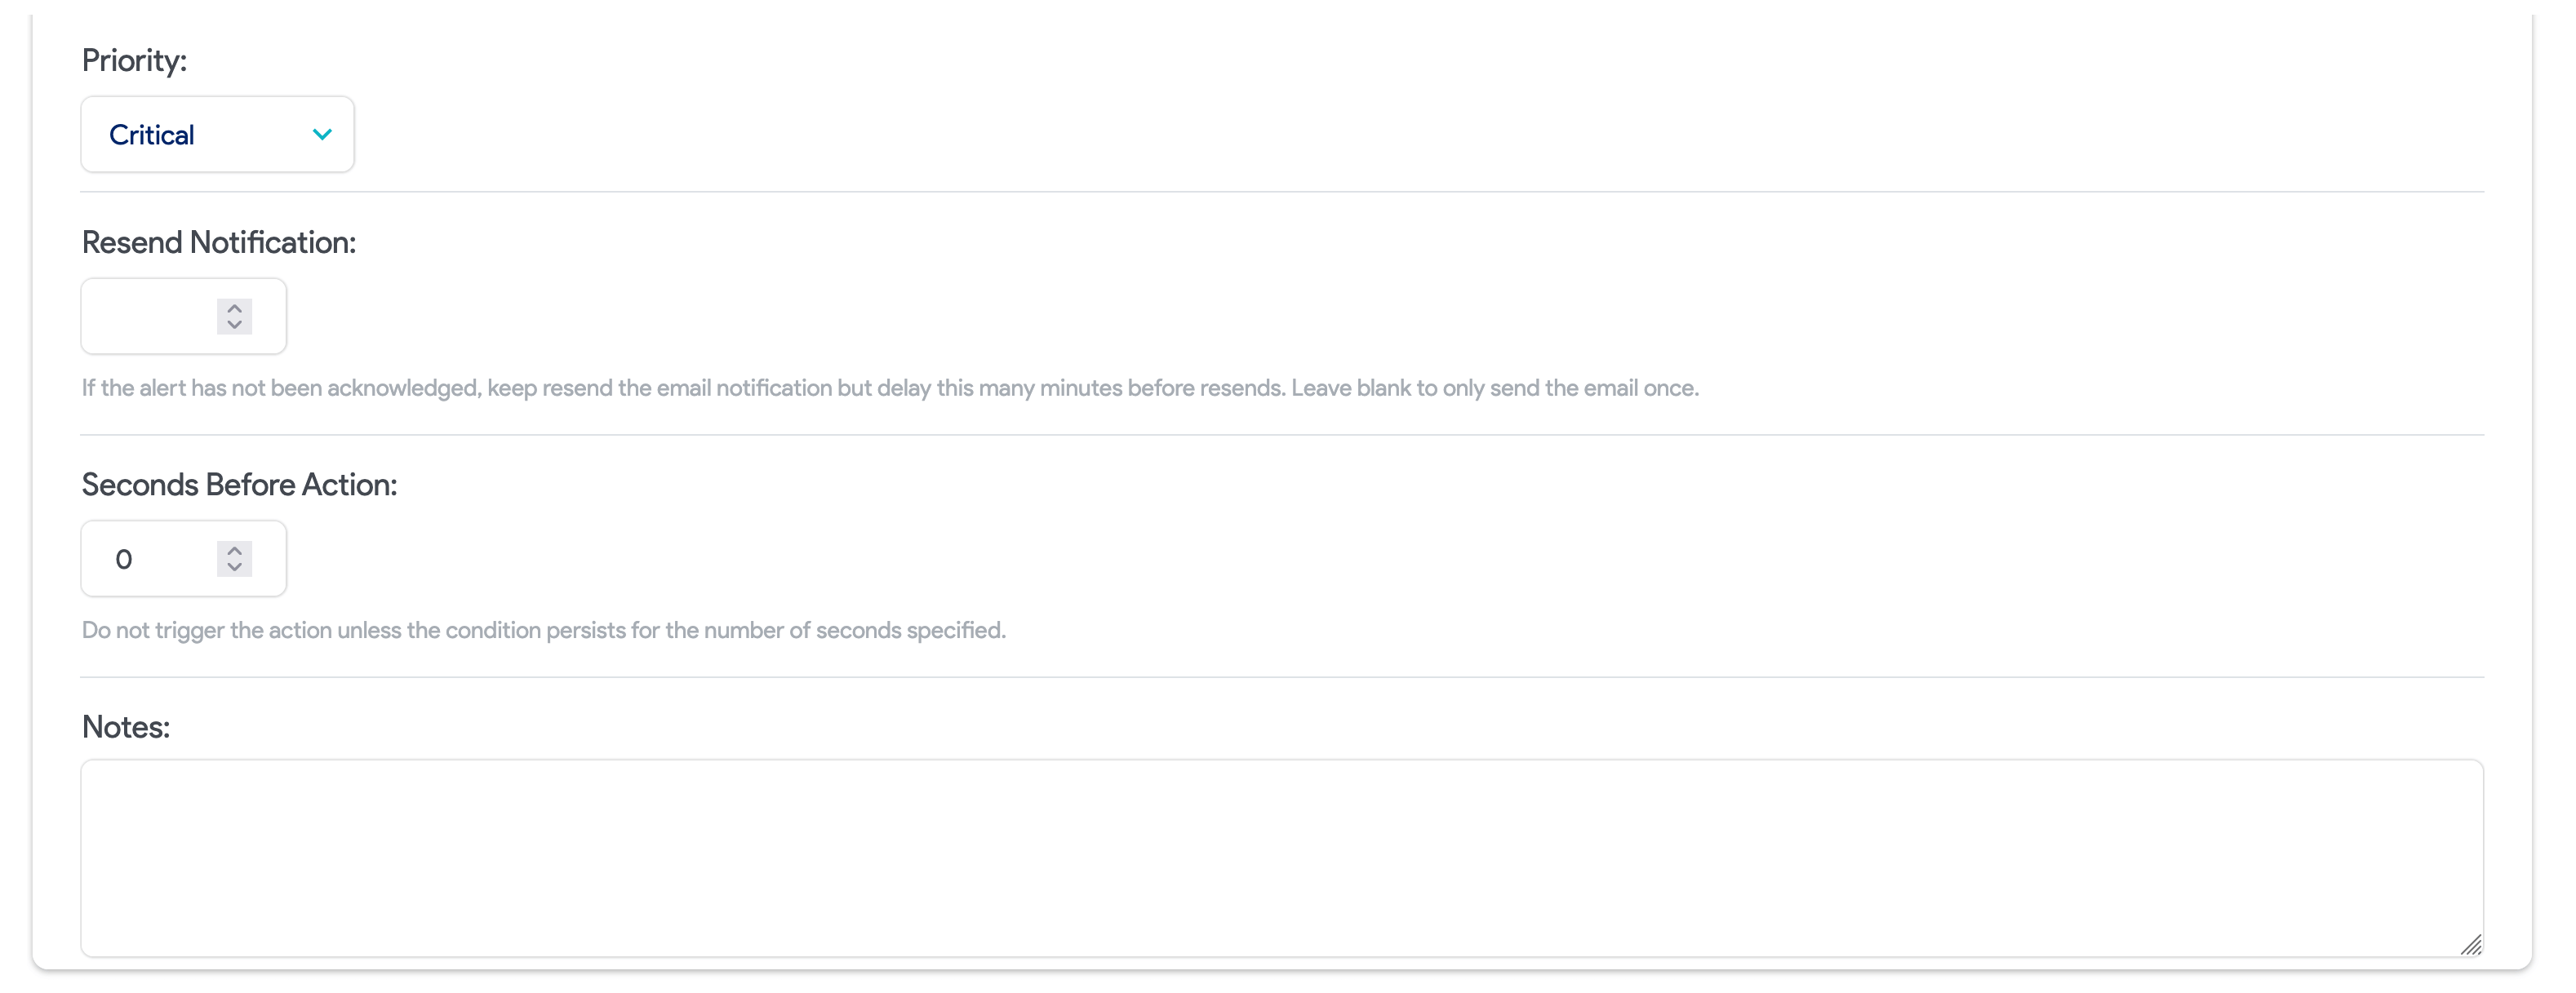 Priority:
Critical
Resend Notification:
If the alert has not been acknowledged, keep resend the email notification but delay this many minutes before resends. Leave blank to only send the email once.
Seconds Before Action:
0
Do not trigger the action unless the condition persists for the number of seconds specified.
Notes: